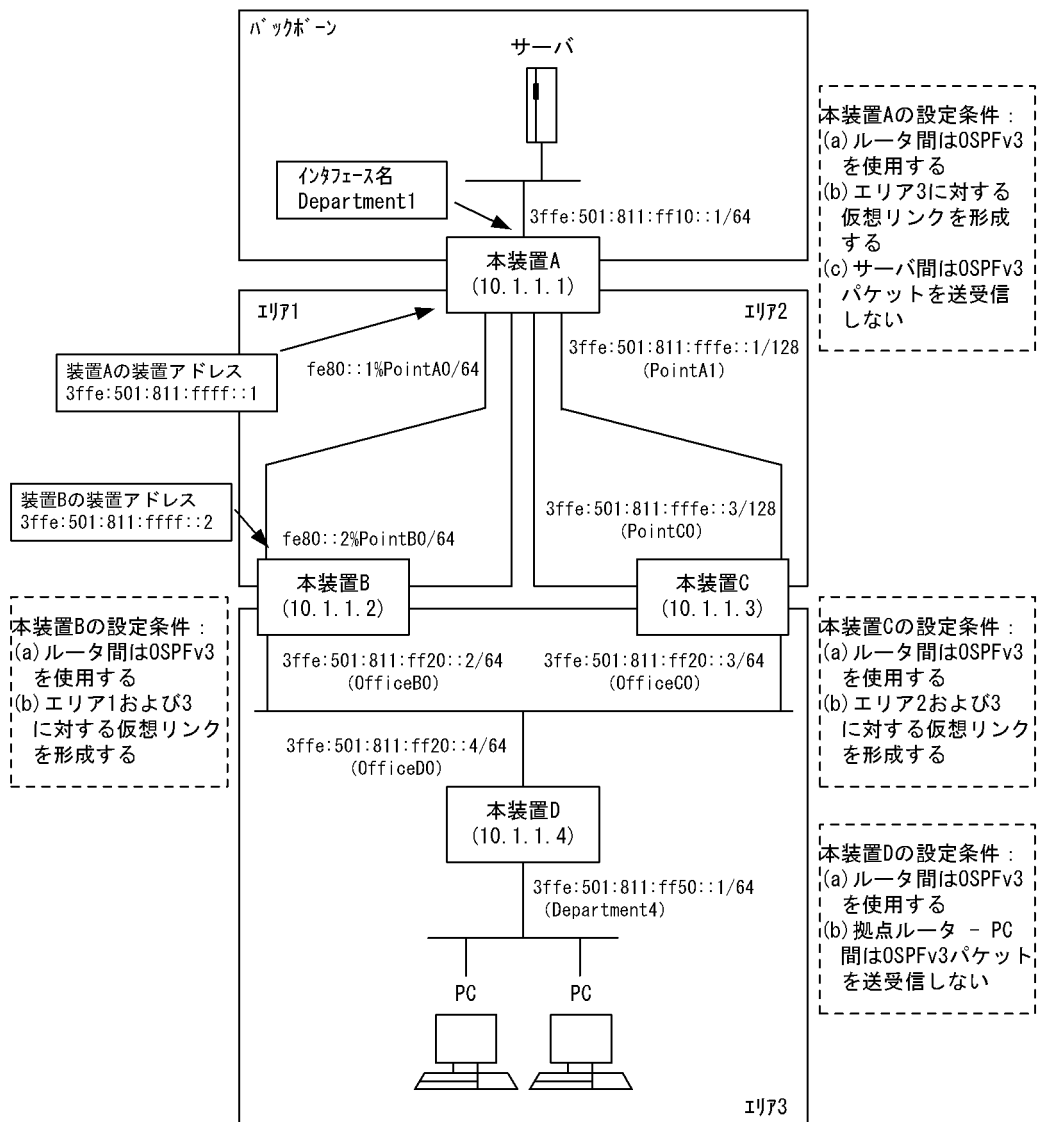 バックボーン
サーバ
インタフェース名
Department1
3ffe:501:811:ff10::1/64
本装置A
(10.1.1.1)
本装置Aの設定条件：
(a)ルータ間はOSPFv3
を使用する
(b)エリア3に対する
仮想リンクを形成
する
(c)サーバ間はOSPFv3
パケットを送受信
しない
エリア1
エリア2
装置Aの装置アドレス
3ffe:501:811:ffff::1
fe80::1%PointA0/64
3ffe:501:811:fffe::1/128
(PointA1)
装置Bの装置アドレス
3ffe:501:811:ffff::2
fe80::2%PointB0/64
3ffe:501:811:fffe::3/128
(PointC0)
本装置B
(10.1.1.2)
本装置C
(10.1.1.3)
本装置Bの設定条件：
(a)ルータ間はOSPFv3
を使用する
(b)エリア1および3
に対する仮想リンク
を形成する
3ffe:501:811:ff20::2/64
(OfficeB0)
3ffe:501:811:ff20::3/64
(OfficeC0)
本装置Cの設定条件：
(a)ルータ間はOSPFv3
を使用する
(b)エリア2および3
に対する仮想リンク
を形成する
3ffe:501:811:ff20::4/64
(OfficeD0)
本装置D
(10.1.1.4)
3ffe:501:811:ff50::1/64
(Department4)
本装置Dの設定条件：
(a)ルータ間はOSPFv3
を使用する
(b)拠点ルータ － PC
間はOSPFv3パケット
を送受信しない
PC
PC
エリア3